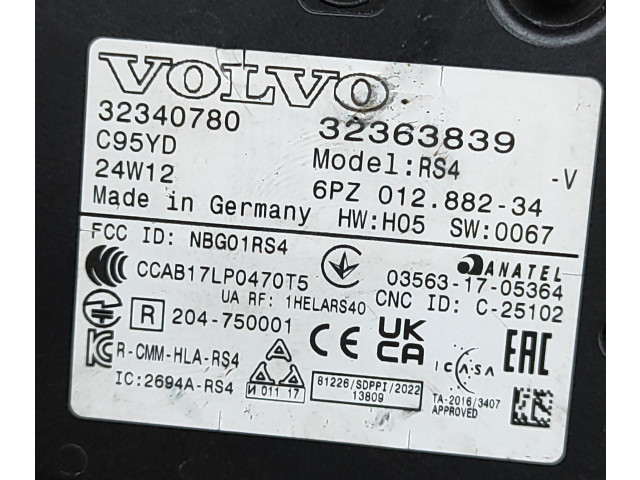 VOLVO
32340780
32363839
C95YD
Model:RS4 -V
24W12
6PZ 012.882-34
Made in Germany
HW:H05 SW:0067
FCC ID: NBG01RS4
ANATEL
CCAB17LP0470T5
03563-17-05364
UA RF: 1HELARS40
CNC ID: C-25102
R 204-750001
CE
UK
CA
ICASA
EAC
R-CMM-HLA-RS4
IC:2694A-RS4
И 011 17
81226/SDPPI/2022
13809
TA-2016/3407
APPROVED